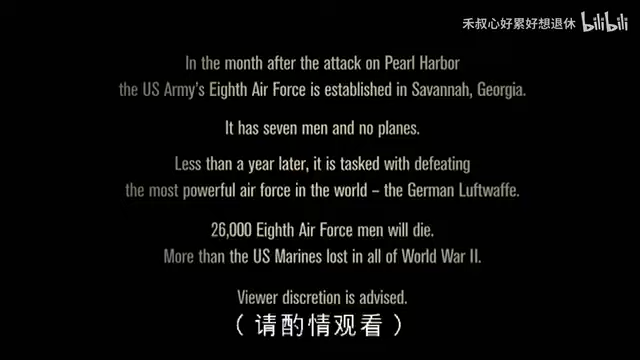 禾叔心好累好想退休 bilibili
In the month after the attack on Pearl Harbor
the US Army's Eighth Air Force is established in Savannah, Georgia.
It has seven men and no planes.
Less than a year later, it is tasked with defeating
the most powerful air force in the world – the German Luftwaffe.
26,000 Eighth Air Force men will die.
More than the US Marines lost in all of World War II.
Viewer discretion is advised.
（请酌情观看）